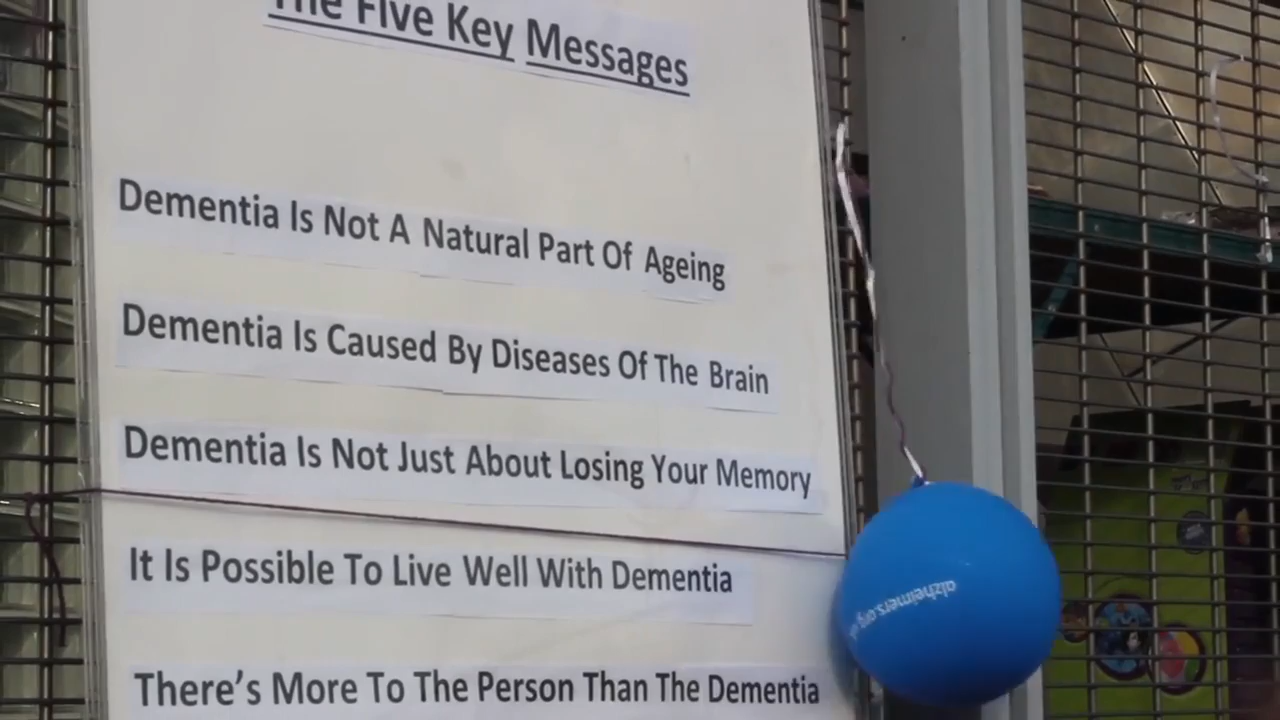 The Five Key Messages
Dementia Is Not A Natural Part Of Ageing
Dementia Is Caused By Diseases Of The Brain
Dementia Is Not Just About Losing Your Memory
It Is Possible To Live Well With Dementia
There's More To The Person Than The Dementia
alzheimers.org.uk